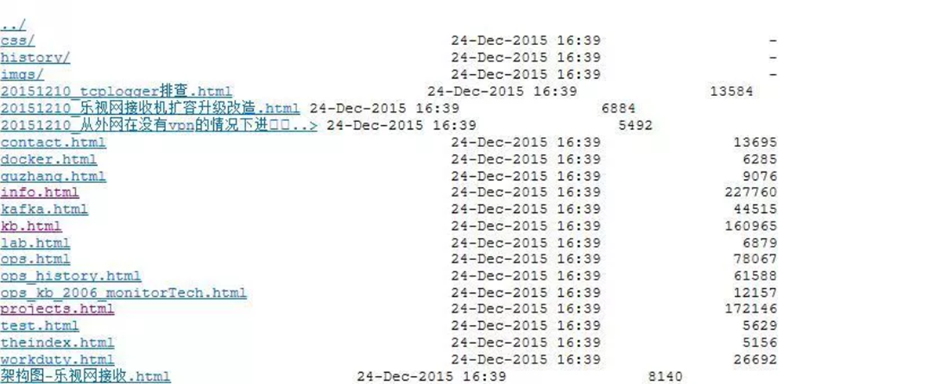 ../
css/ 24-Dec-2015 16:39 -
history/ 24-Dec-2015 16:39 -
imgs/ 24-Dec-2015 16:39 -
20151210_tcplogger排查.html 24-Dec-2015 16:39 13584
20151210_乐视网接收机扩容升级改造.html 24-Dec-2015 16:39 6884
20151210_从外网在没有vpn的情况下进□□..> 24-Dec-2015 16:39 5492
contact.html 24-Dec-2015 16:39 13695
docker.html 24-Dec-2015 16:39 6285
guzhang.html 24-Dec-2015 16:39 9076
info.html 24-Dec-2015 16:39 227760
kafka.html 24-Dec-2015 16:39 44515
kb.html 24-Dec-2015 16:39 160965
lab.html 24-Dec-2015 16:39 6879
ops.html 24-Dec-2015 16:39 78067
ops_history.html 24-Dec-2015 16:39 61588
ops_kb_2006_monitorTech.html 24-Dec-2015 16:39 12157
projects.html 24-Dec-2015 16:39 172146
test.html 24-Dec-2015 16:39 5629
theindex.html 24-Dec-2015 16:39 5156
workduty.html 24-Dec-2015 16:39 26692
架构图-乐视网接收.html 24-Dec-2015 16:39 8140